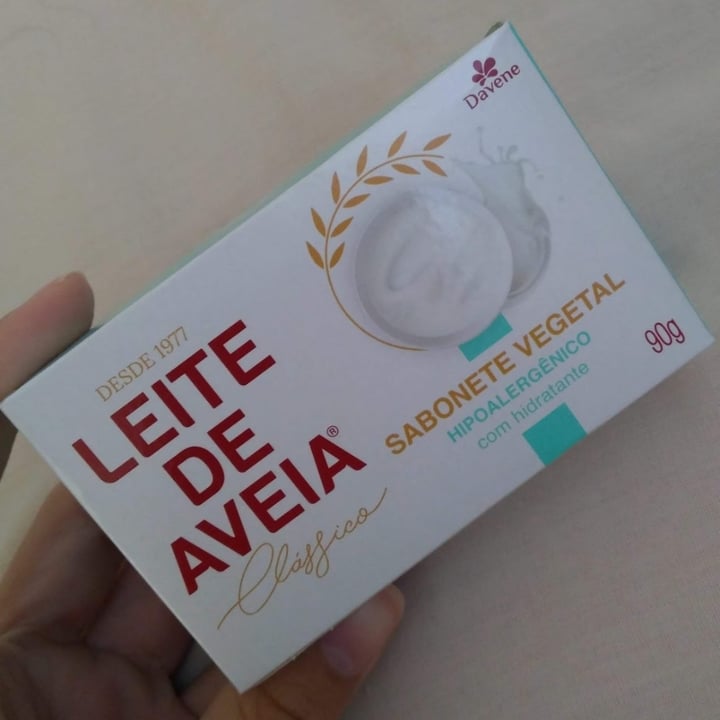 Davene
DESDE 1977
LEITE
DE
AVEIA®
Clássico
SABONETE VEGETAL
HIPOALERGÊNICO
com hidratante
90g